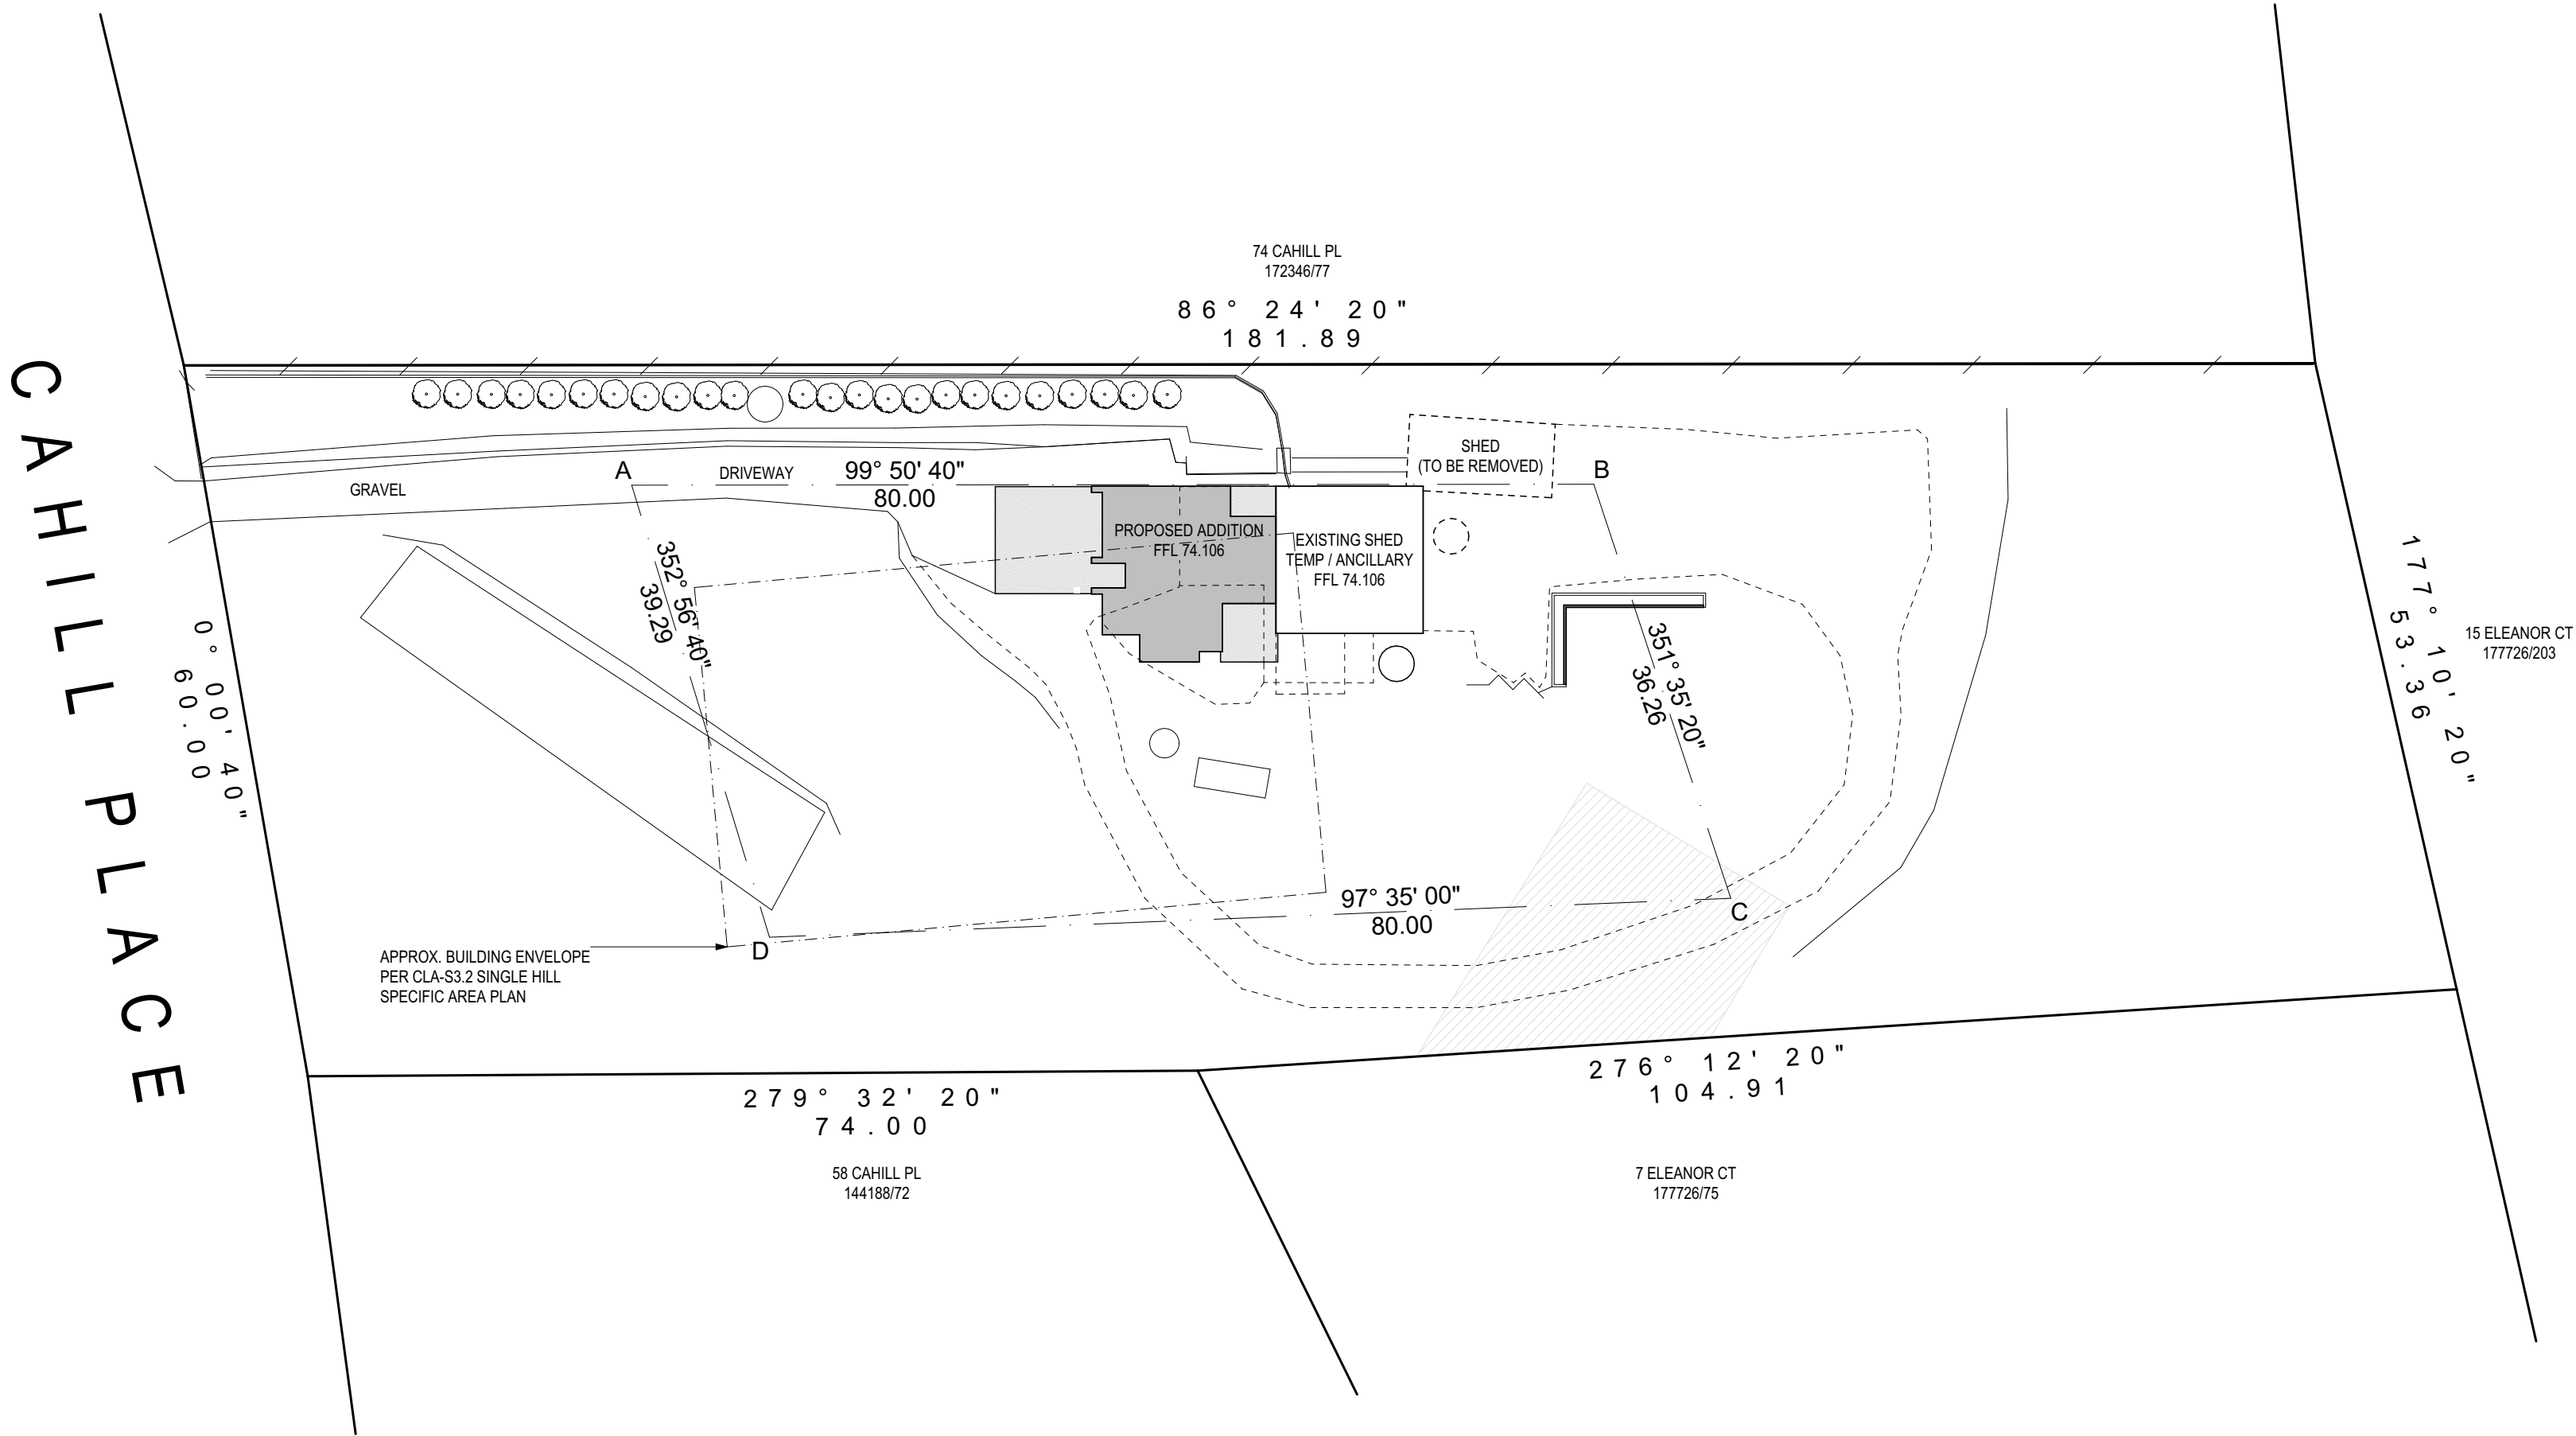 74 CAHILL PL
172346/77
86° 24' 20"
181.89
CAHILL PLACE
SHED
(TO BE REMOVED)
A
DRIVEWAY
99° 50' 40"
80.00
B
GRAVEL
PROPOSED ADDITION
FFL 74.106
EXISTING SHED
TEMP / ANCILLARY
FFL 74.106
352° 56' 40"
39.29
351° 35' 20"
36.26
0° 00' 40"
60.00
177° 10' 20"
53.36
15 ELEANOR CT
177726/203
97° 35' 00"
80.00
C
D
APPROX. BUILDING ENVELOPE
PER CLA-S3.2 SINGLE HILL
SPECIFIC AREA PLAN
279° 32' 20"
74.00
276° 12' 20"
104.91
58 CAHILL PL
144188/72
7 ELEANOR CT
177726/75